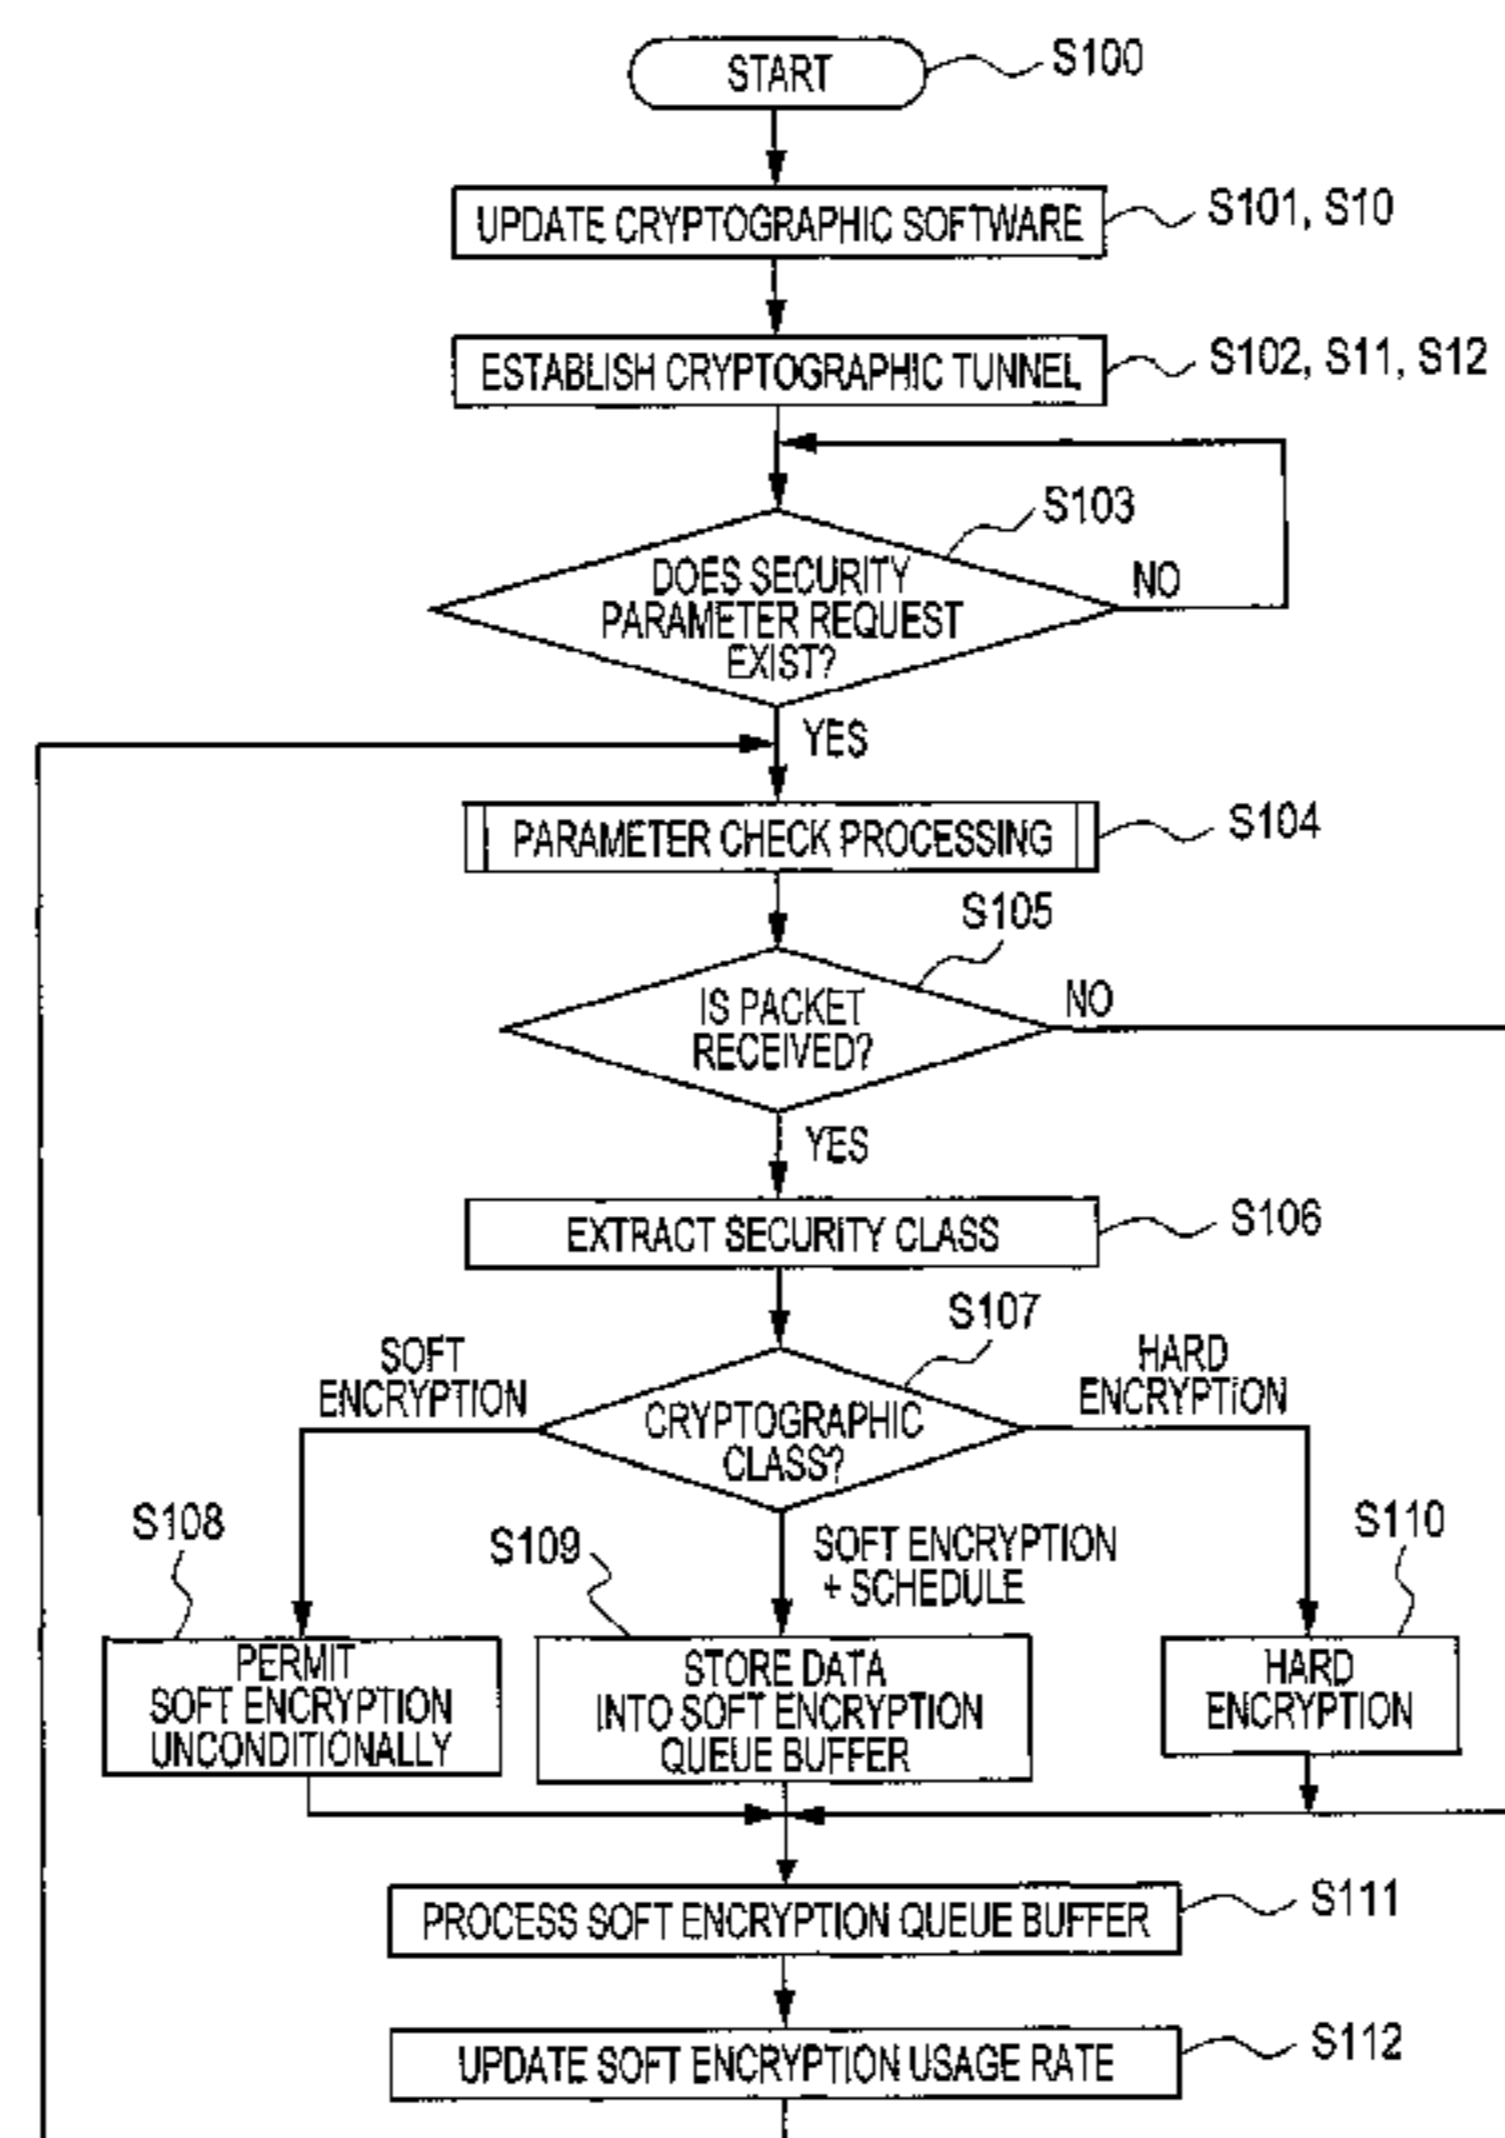 START
S100
UPDATE CRYPTOGRAPHIC SOFTWARE
S101, S10
ESTABLISH CRYPTOGRAPHIC TUNNEL
S102, S11, S12
S103
DOES SECURITY
PARAMETER REQUEST
EXIST?
NO
YES
PARAMETER CHECK PROCESSING
S104
S105
IS PACKET
RECEIVED?
NO
YES
EXTRACT SECURITY CLASS
S106
S107
SOFT
ENCRYPTION
CRYPTOGRAPHIC
CLASS?
HARD
ENCRYPTION
S108
S109
SOFT ENCRYPTION
+ SCHEDULE
S110
PERMIT
SOFT ENCRYPTION
UNCONDITIONALLY
STORE DATA
INTO SOFT ENCRYPTION
QUEUE BUFFER
HARD
ENCRYPTION
PROCESS SOFT ENCRYPTION QUEUE BUFFER
S111
UPDATE SOFT ENCRYPTION USAGE RATE
S112